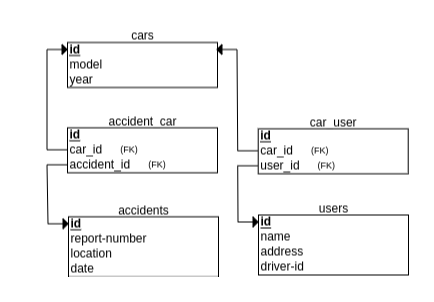 cars
id
model
year
accident_car
id
car_id (FK)
accident_id (FK)
car_user
id
car_id (FK)
user_id (FK)
accidents
id
report-number
location
date
users
id
name
address
driver-id